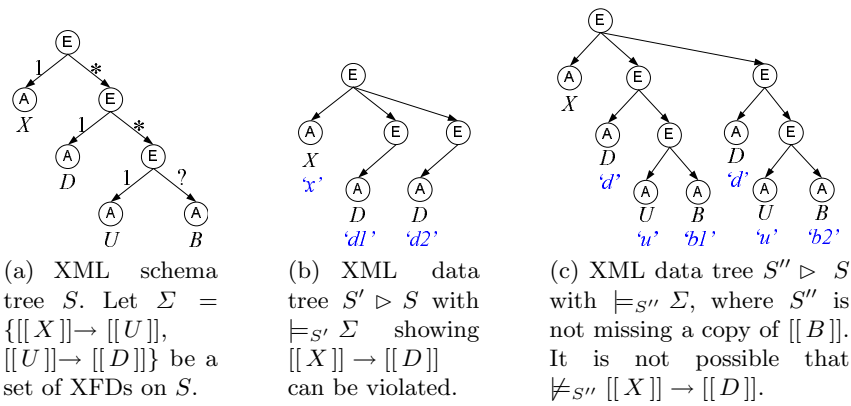 E
1 *
A E
X
1 *
A E
D
1 ?
A A
U B
E
A E E
X
'x'
A A
D D
'd1' 'd2'
E
A E E
X
A E A E
D D
'd' 'd'
A A A A
U B U B
'u' 'b1' 'u' 'b2'
(a) XML schema
tree S. Let Σ =
{[[ X ]]→ [[ U ]],
[[ U ]]→ [[ D ]]} be a
set of XFDs on S.
(b) XML data
tree S′ ▷ S with
⊨S′ Σ showing
[[ X ]] → [[ D ]]
can be violated.
(c) XML data tree S′′ ▷ S
with ⊨S′′ Σ, where S′′ is
not missing a copy of [[ B ]].
It is not possible that
⊭S′′ [[ X ]] → [[ D ]].